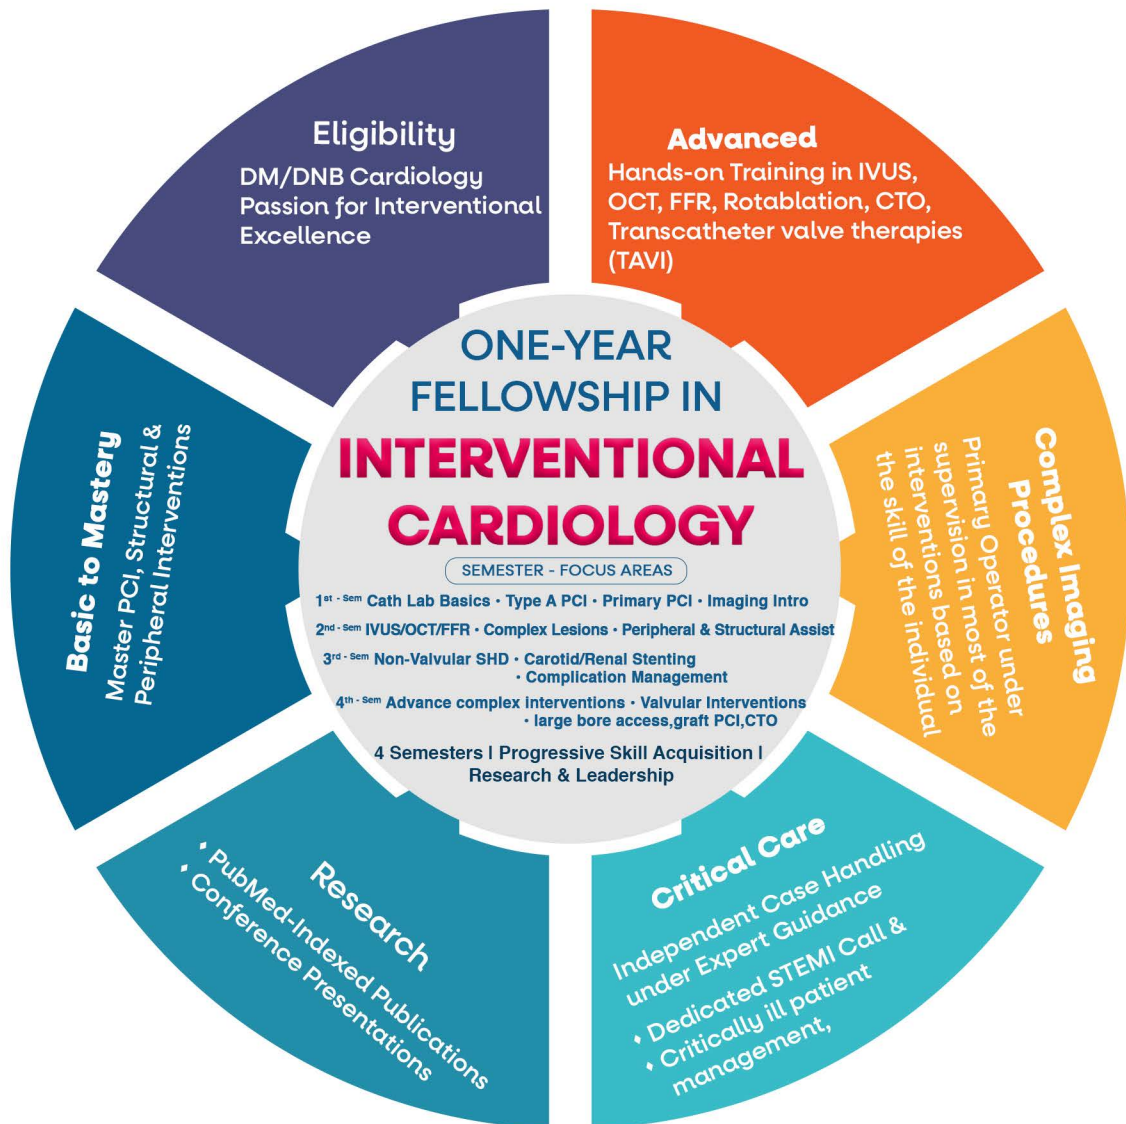 Eligibility
DM/DNB Cardiology
Passion for Interventional
Excellence
Advanced
Hands-on Training in IVUS,
OCT, FFR, Rotablation, CTO,
Transcatheter valve therapies
(TAVI)
Complex Imaging
Procedures
Primary Operator under
supervision in most of the
interventions based on
the skill of the individual
Critical Care
Independent Case Handling
under Expert Guidance
♦ Dedicated STEMI Call &
♦ Critically ill patient
management,
Research
♦ PubMed-Indexed Publications
♦ Conference Presentations
Basic to Mastery
Master PCI, Structural &
Peripheral Interventions
ONE-YEAR
FELLOWSHIP IN
INTERVENTIONAL
CARDIOLOGY
SEMESTER - FOCUS AREAS
1st - Sem Cath Lab Basics • Type A PCI • Primary PCI • Imaging Intro
2nd - Sem IVUS/OCT/FFR • Complex Lesions • Peripheral & Structural Assist
3rd - Sem Non-Valvular SHD • Carotid/Renal Stenting
• Complication Management
4th - Sem Advance complex interventions • Valvular Interventions
• large bore access,graft PCI,CTO
4 Semesters I Progressive Skill Acquisition I
Research & Leadership